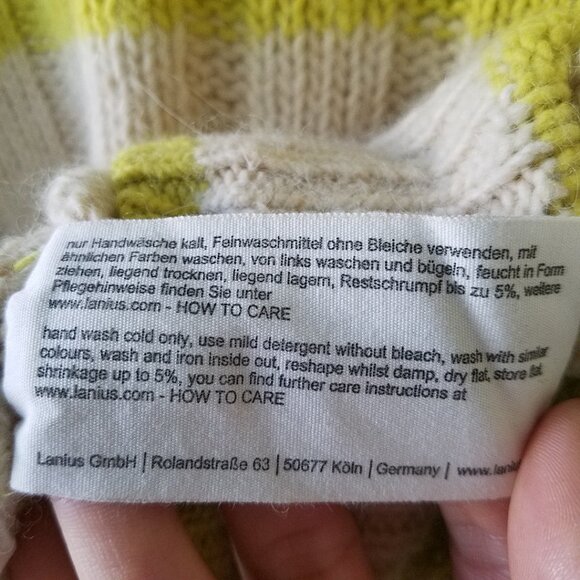 nur Handwäsche kalt, Feinwaschmittel ohne Bleiche verwenden, mit
ähnlichen Farben waschen, von links waschen und bügeln, feucht in Form
ziehen, liegend trocknen, liegend lagern, Restschrumpf bis zu 5%, weitere
Pflegehinweise finden Sie unter
www.lanius.com - HOW TO CARE
hand wash cold only, use mild detergent without bleach, wash with similar
colours, wash and iron inside out, reshape whilst damp, dry flat, store flat,
shrinkage up to 5%, you can find further care instructions at
www.lanius.com - HOW TO CARE
Lanius GmbH | Rolandstraße 63 | 50677 Köln | Germany |